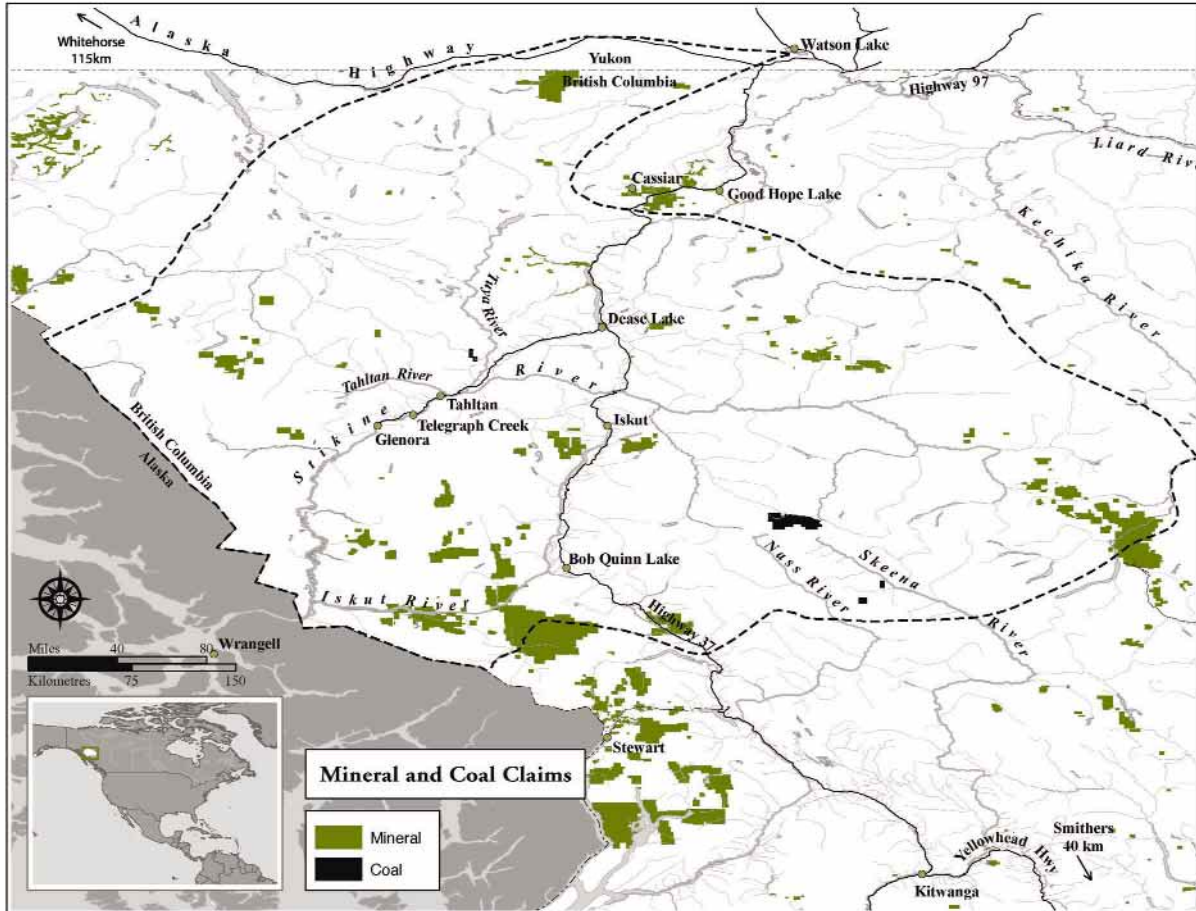 Alaska Highway
Whitehorse
115km
Watson Lake
Yukon
British Columbia
Highway 97
Liard River
Cassiar
Good Hope Lake
Kechika River
Tuya River
Dease Lake
Tahltan River
Stikine River
Tahltan
Telegraph Creek
Glenora
Iskut
British Columbia
Alaska
Bob Quinn Lake
Nass River
Skeena River
Iskut River
Highway 37
Wrangell
Miles 40 80
Kilometres 75 150
Stewart
Mineral and Coal Claims
Mineral
Coal
Smithers
40 km
Yellowhead Hwy
Kitwanga